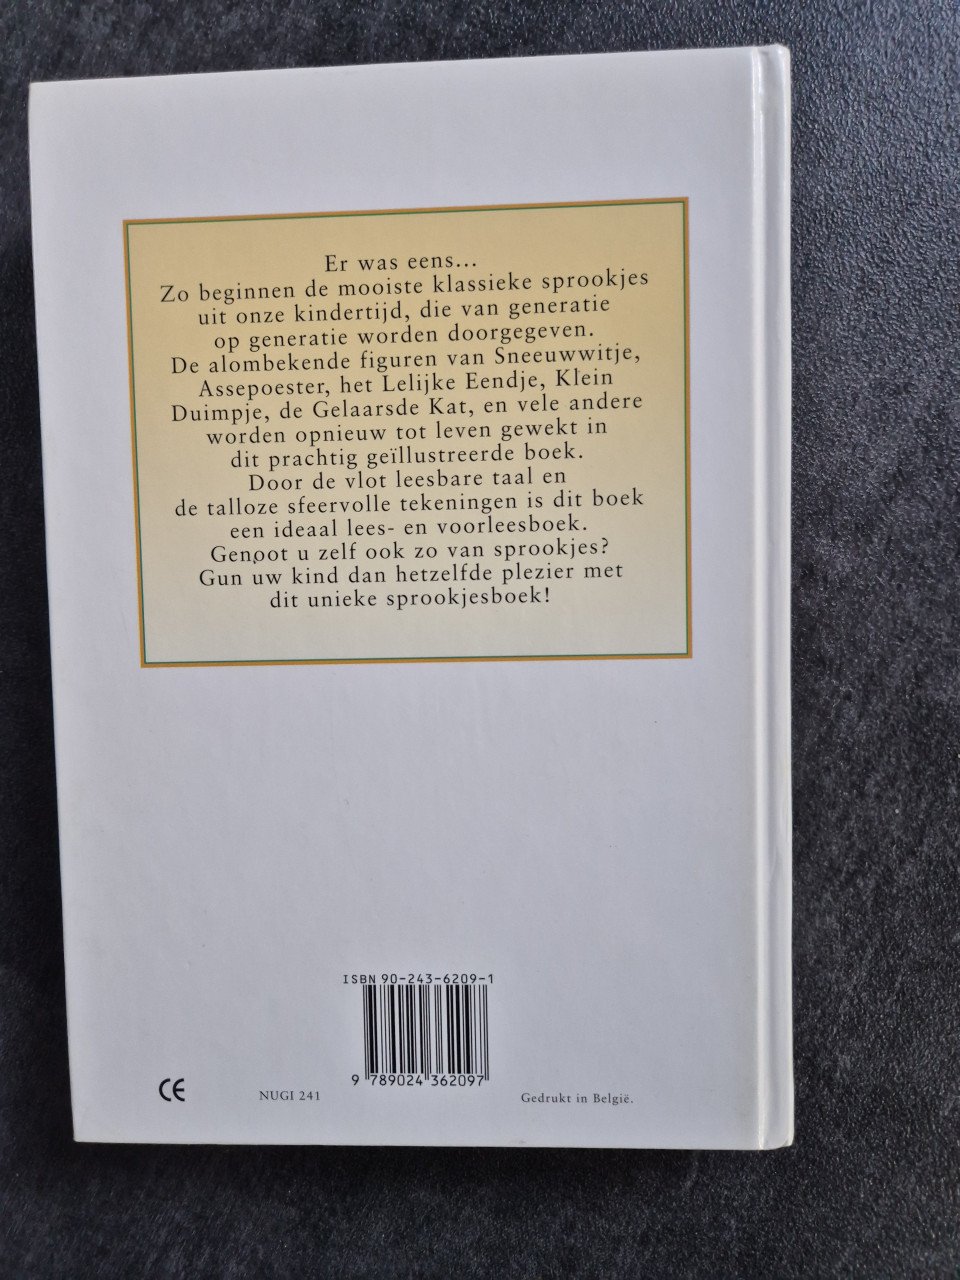 Er was eens...
Zo beginnen de mooiste klassieke sprookjes
uit onze kindertijd, die van generatie
op generatie worden doorgegeven.
De alombekende figuren van Sneeuwwitje,
Assepoester, het Lelijke Eendje, Klein
Duimpje, de Gelaarsde Kat, en vele andere
worden opnieuw tot leven gewekt in
dit prachtig geïllustreerde boek.
Door de vlot leesbare taal en
de talloze sfeervolle tekeningen is dit boek
een ideaal lees- en voorleesboek.
Genoot u zelf ook zo van sprookjes?
Gun uw kind dan hetzelfde plezier met
dit unieke sprookjesboek!
ISBN 90-243-6209-1
9 789024 362097
CE
NUGI 241
Gedrukt in België.